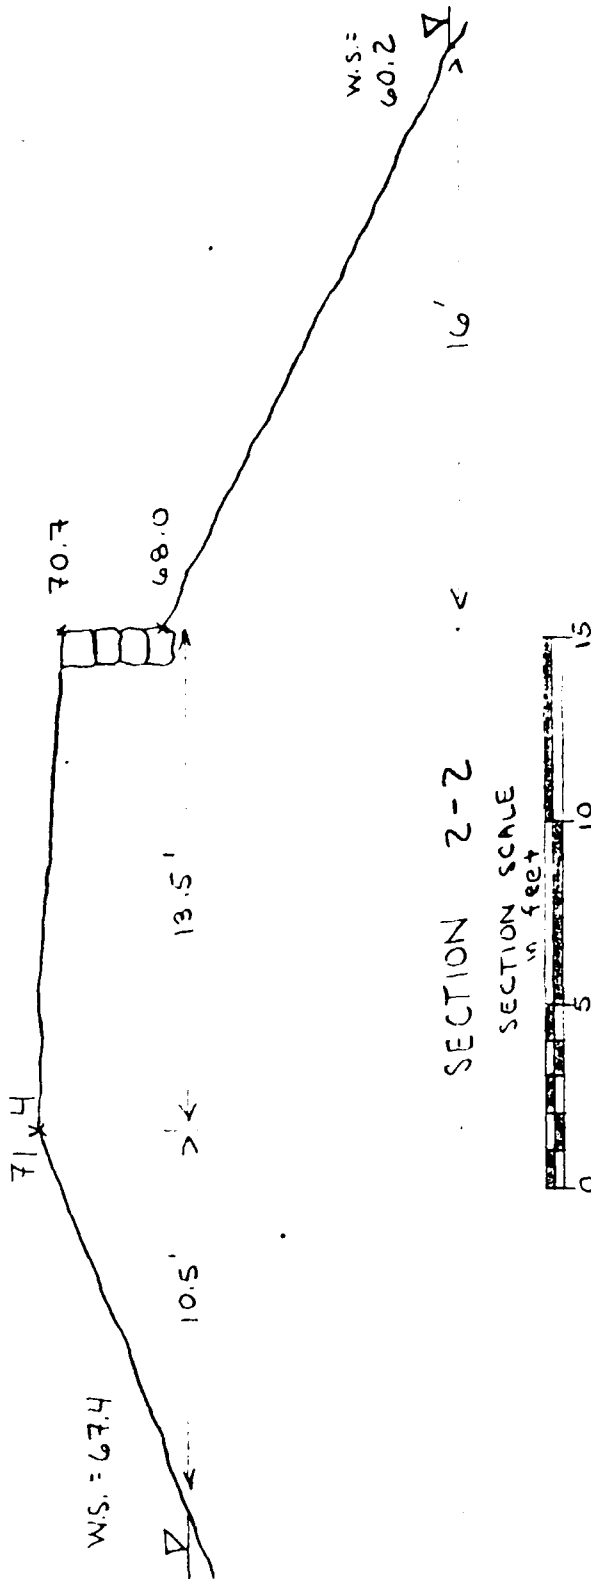 W.S. = 67.4
71.4
70.7
68.0
W.S. =
60.2
10.5'
13.5'
16'
SECTION 2-2
SECTION SCALE
in feet
0 5 10 15